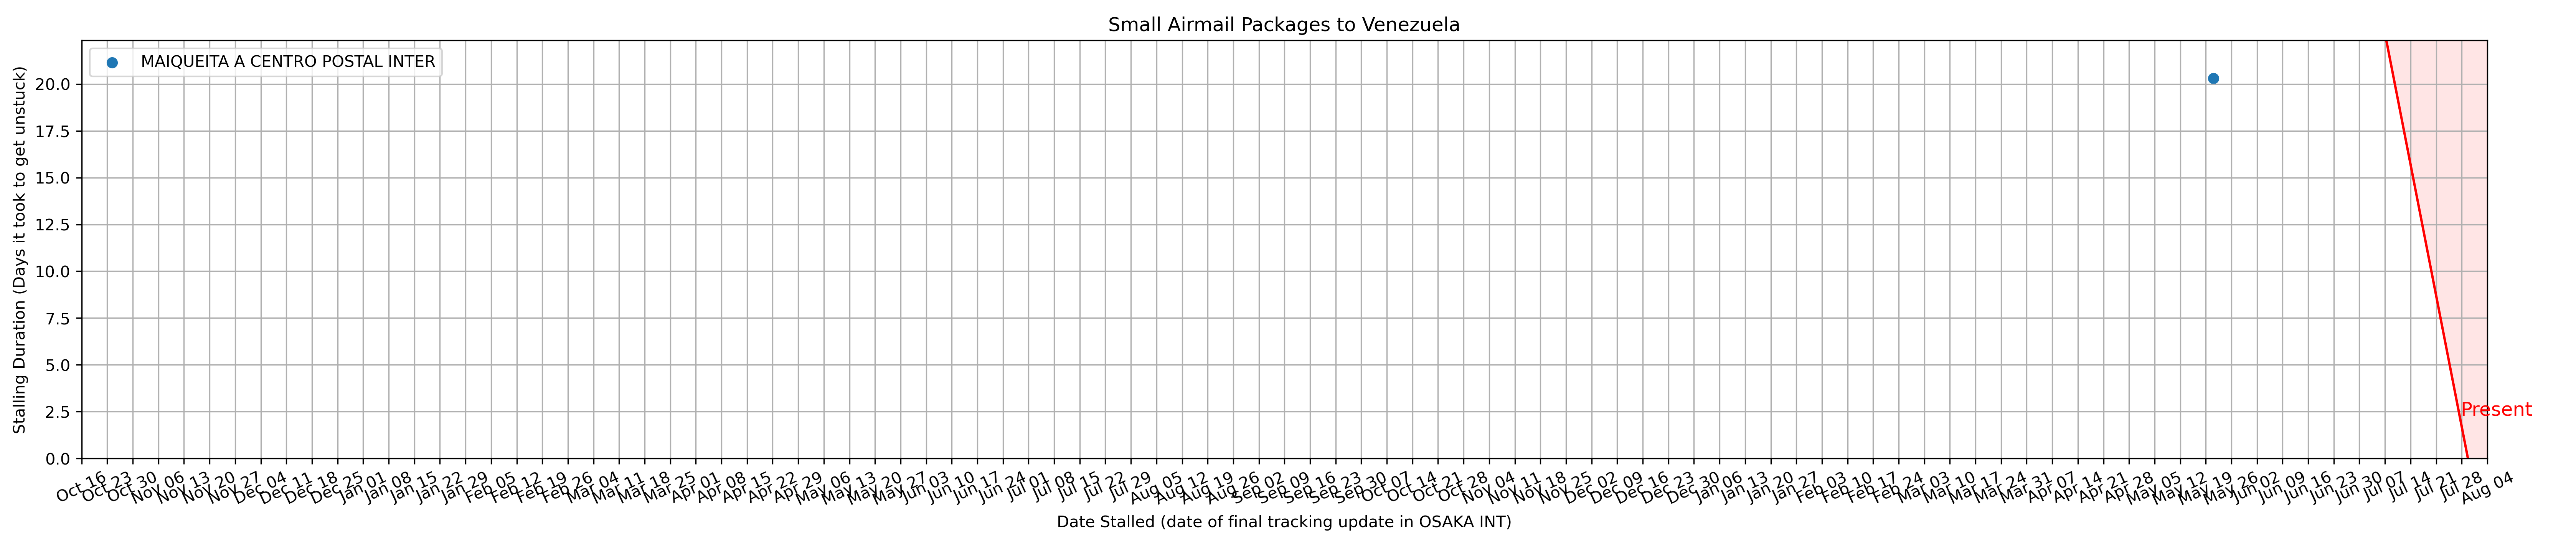 Small Airmail Packages to Venezuela
MAIQUEITA A CENTRO POSTAL INTER
Stalling Duration (Days it took to get unstuck)
20.0
17.5
15.0
12.5
10.0
7.5
5.0
2.5
0.0
Present
Oct 16
Oct 23
Oct 30
Nov 06
Nov 13
Nov 20
Nov 27
Dec 04
Dec 11
Dec 18
Dec 25
Jan 01
Jan 08
Jan 15
Jan 22
Jan 29
Feb 05
Feb 12
Feb 19
Feb 26
Mar 04
Mar 11
Mar 18
Mar 25
Apr 01
Apr 08
Apr 15
Apr 22
Apr 29
May 06
May 13
May 20
May 27
Jun 03
Jun 10
Jun 17
Jun 24
Jul 01
Jul 08
Jul 15
Jul 22
Jul 29
Aug 05
Aug 12
Aug 19
Aug 26
Sep 02
Sep 09
Sep 16
Sep 23
Sep 30
Oct 07
Oct 14
Oct 21
Oct 28
Nov 04
Nov 11
Nov 18
Nov 25
Dec 02
Dec 09
Dec 16
Dec 23
Dec 30
Jan 06
Jan 13
Jan 20
Jan 27
Feb 03
Feb 10
Feb 17
Feb 24
Mar 03
Mar 10
Mar 17
Mar 24
Mar 31
Apr 07
Apr 14
Apr 21
Apr 28
May 05
May 12
May 19
May 26
Jun 02
Jun 09
Jun 16
Jun 23
Jun 30
Jul 07
Jul 14
Jul 21
Jul 28
Aug 04
Date Stalled (date of final tracking update in OSAKA INT)